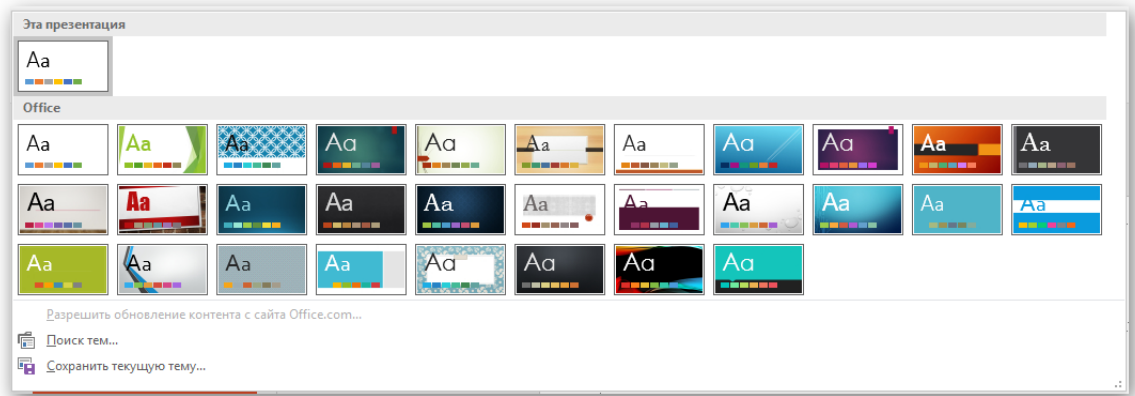 Эта презентация
Aa
Office
Aa Aa Aa Aa Aa Aa Aa Aa Aa Aa Aa
Aa Aa Aa Aa Aa Aa Aa Aa Aa Aa Aa
Aa Aa Aa Aa Aa Aa Aa Aa
Разрешить обновление контента с сайта Office.com...
Поиск тем...
Сохранить текущую тему...